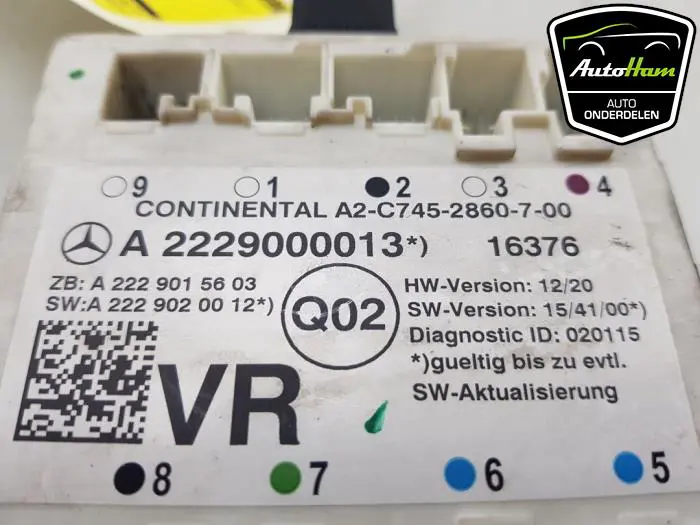 AutoHam
AUTO
ONDERDELEN
9 1 2 3 4
CONTINENTAL A2-C745-2860-7-00
A 2229000013*) 16376
ZB: A 222 901 56 03
SW:A 222 902 00 12*)
Q02
HW-Version: 12/20
SW-Version: 15/41/00*)
Diagnostic ID: 020115
*)gueltig bis zu evtl.
SW-Aktualisierung
VR
8 7 6 5